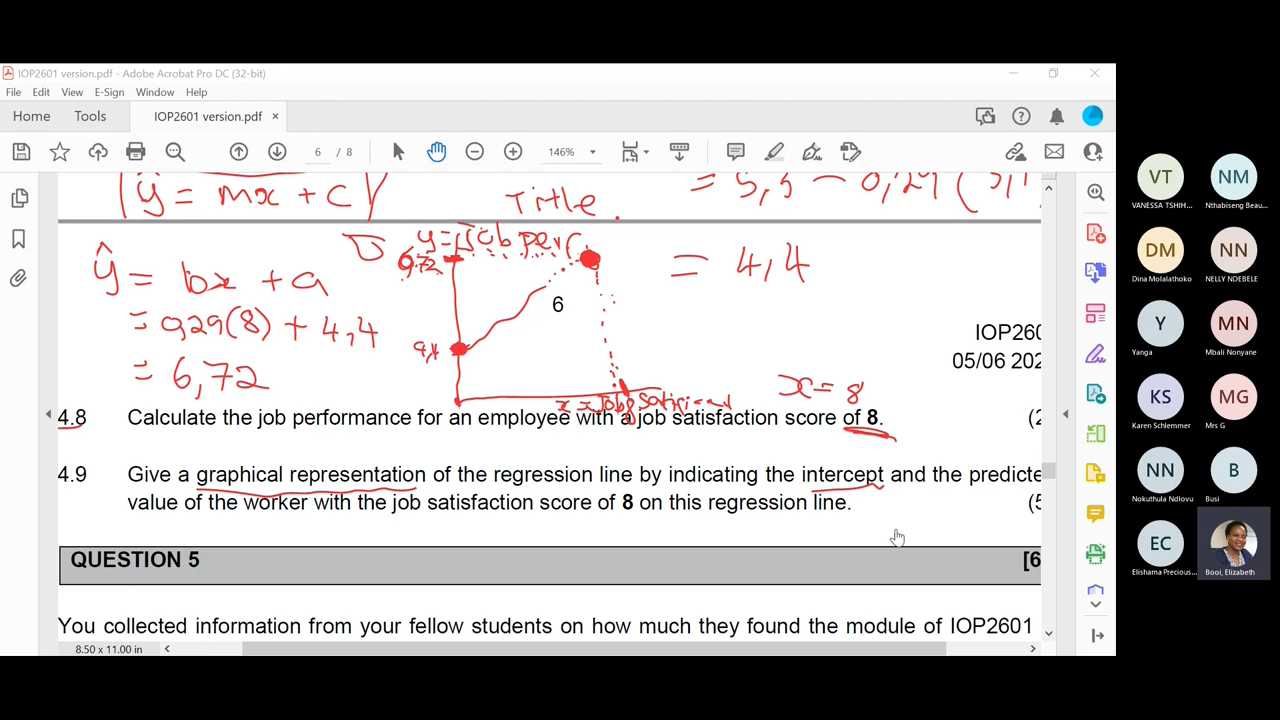 IOP2601 version.pdf - Adobe Acrobat Pro DC (32-bit)
File Edit View E-Sign Window Help
Home Tools IOP2601 version.pdf ×
6 / 8 146%
ŷ = mx + c
Title
= 5,5 - 0,29 (5,1
y = Job perf
6,72
ŷ = bx + a
= 4,4
= 0,29(8) + 4,4
6
IOP260
4,4
05/06 202
= 6,72
x = 8
x = Job satisf
8
4.8 Calculate the job performance for an employee with a job satisfaction score of 8. (2
4.9 Give a graphical representation of the regression line by indicating the intercept and the predicte
value of the worker with the job satisfaction score of 8 on this regression line. (5
QUESTION 5 [6
You collected information from your fellow students on how much they found the module of IOP2601
8.50 x 11.00 in
VT
VANESSA TSHIH...
NM
Nthabiseng Beau...
DM
Dina Molalathoko
NN
NELLY NDEBELE
Y
Yanga
MN
Mbali Nonyane
KS
Karen Schlemmer
MG
Mrs G
NN
Nokuthula Ndlovu
B
Busi
EC
Elishama Precious...
Booi, Elizabeth